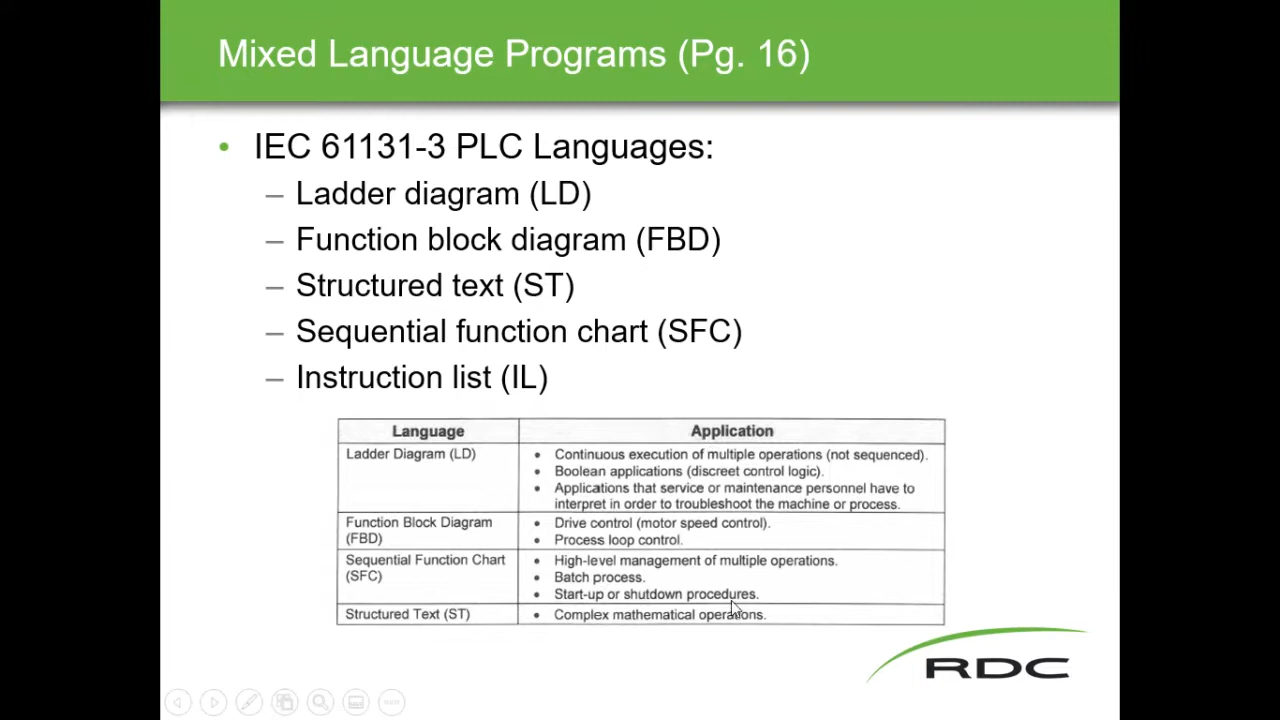 Mixed Language Programs (Pg. 16)
• IEC 61131-3 PLC Languages:
– Ladder diagram (LD)
– Function block diagram (FBD)
– Structured text (ST)
– Sequential function chart (SFC)
– Instruction list (IL)
Language Application
Ladder Diagram (LD) • Continuous execution of multiple operations (not sequenced).
• Boolean applications (discreet control logic).
• Applications that service or maintenance personnel have to
interpret in order to troubleshoot the machine or process.
Function Block Diagram • Drive control (motor speed control).
(FBD) • Process loop control.
Sequential Function Chart • High-level management of multiple operations.
(SFC) • Batch process.
• Start-up or shutdown procedures.
Structured Text (ST) • Complex mathematical operations.
RDC